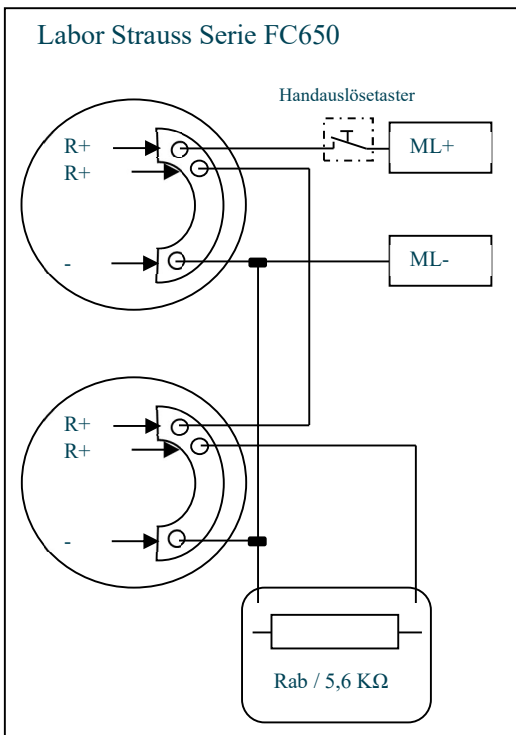 Labor Strauss Serie FC650
Handauslösetaster
R+
R+
-
ML+
ML-
R+
R+
-
Rab / 5,6 KΩ